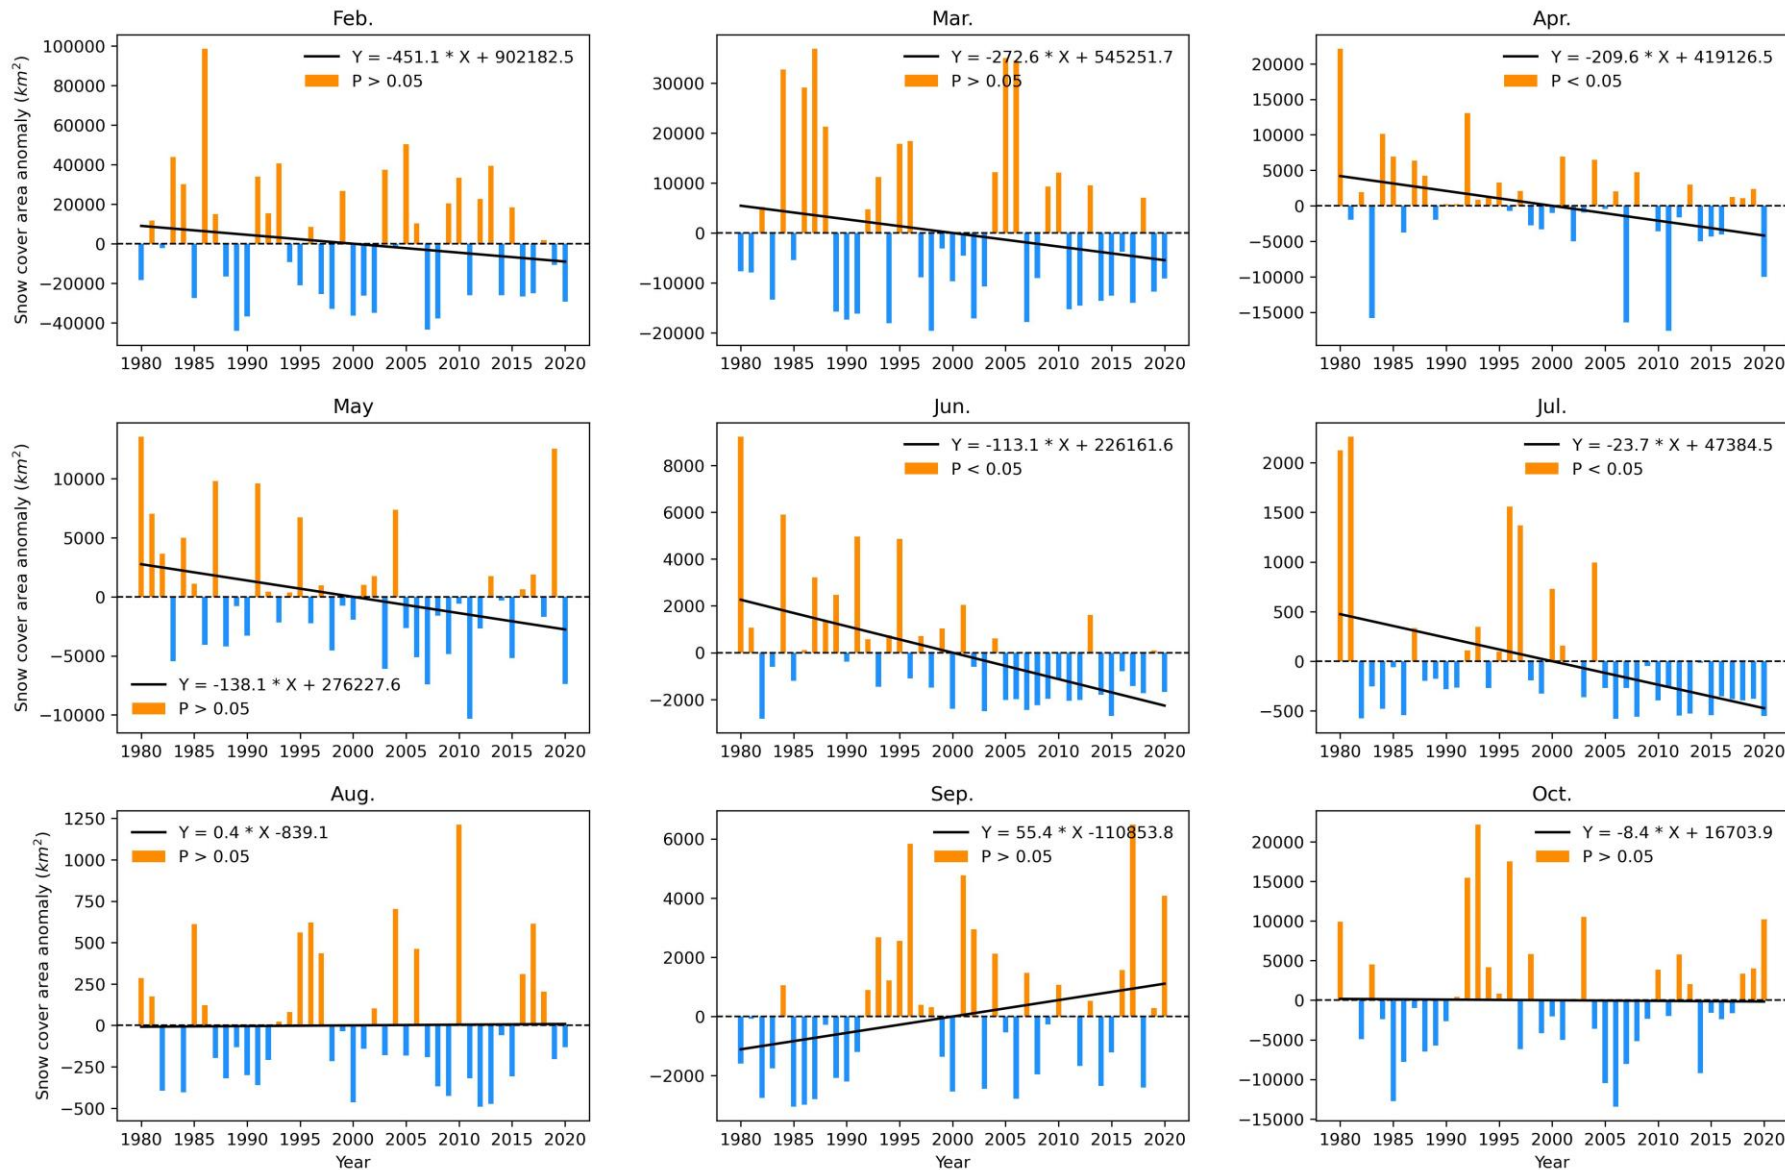 Feb.
Y = -451.1 * X + 902182.5
P > 0.05
Snow cover area anomaly (km²)
100000
80000
60000
40000
20000
0
−20000
−40000
1980 1985 1990 1995 2000 2005 2010 2015 2020
Mar.
Y = -272.6 * X + 545251.7
P > 0.05
30000
20000
10000
0
−10000
−20000
1980 1985 1990 1995 2000 2005 2010 2015 2020
Apr.
Y = -209.6 * X + 419126.5
P < 0.05
20000
15000
10000
5000
0
−5000
−10000
−15000
1980 1985 1990 1995 2000 2005 2010 2015 2020
May
Snow cover area anomaly (km²)
10000
5000
0
−5000
−10000
Y = -138.1 * X + 276227.6
P > 0.05
1980 1985 1990 1995 2000 2005 2010 2015 2020
Jun.
Y = -113.1 * X + 226161.6
P < 0.05
8000
6000
4000
2000
0
−2000
1980 1985 1990 1995 2000 2005 2010 2015 2020
Jul.
Y = -23.7 * X + 47384.5
P < 0.05
2000
1500
1000
500
0
−500
1980 1985 1990 1995 2000 2005 2010 2015 2020
Aug.
Y = 0.4 * X -839.1
P > 0.05
Snow cover area anomaly (km²)
1250
1000
750
500
250
0
−250
−500
1980 1985 1990 1995 2000 2005 2010 2015 2020
Year
Sep.
Y = 55.4 * X -110853.8
P > 0.05
6000
4000
2000
0
−2000
1980 1985 1990 1995 2000 2005 2010 2015 2020
Year
Oct.
Y = -8.4 * X + 16703.9
P > 0.05
20000
15000
10000
5000
0
−5000
−10000
−15000
1980 1985 1990 1995 2000 2005 2010 2015 2020
Year